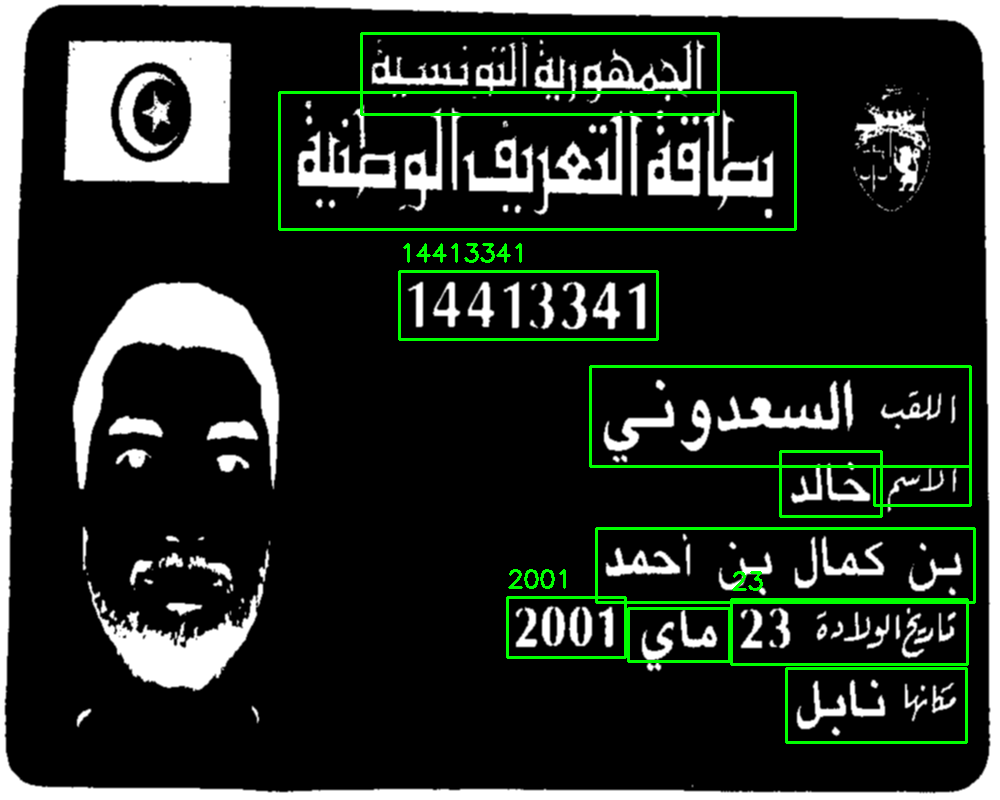 الجمهورية التونسية
بطاقة التعريف الوطنية
14413341
14413341
اللقب السعدوني
الاسم خالد
بن كمال بن أحمد
23 2001
تاريخ الولادة 23 ماي 2001
مكانها نابل